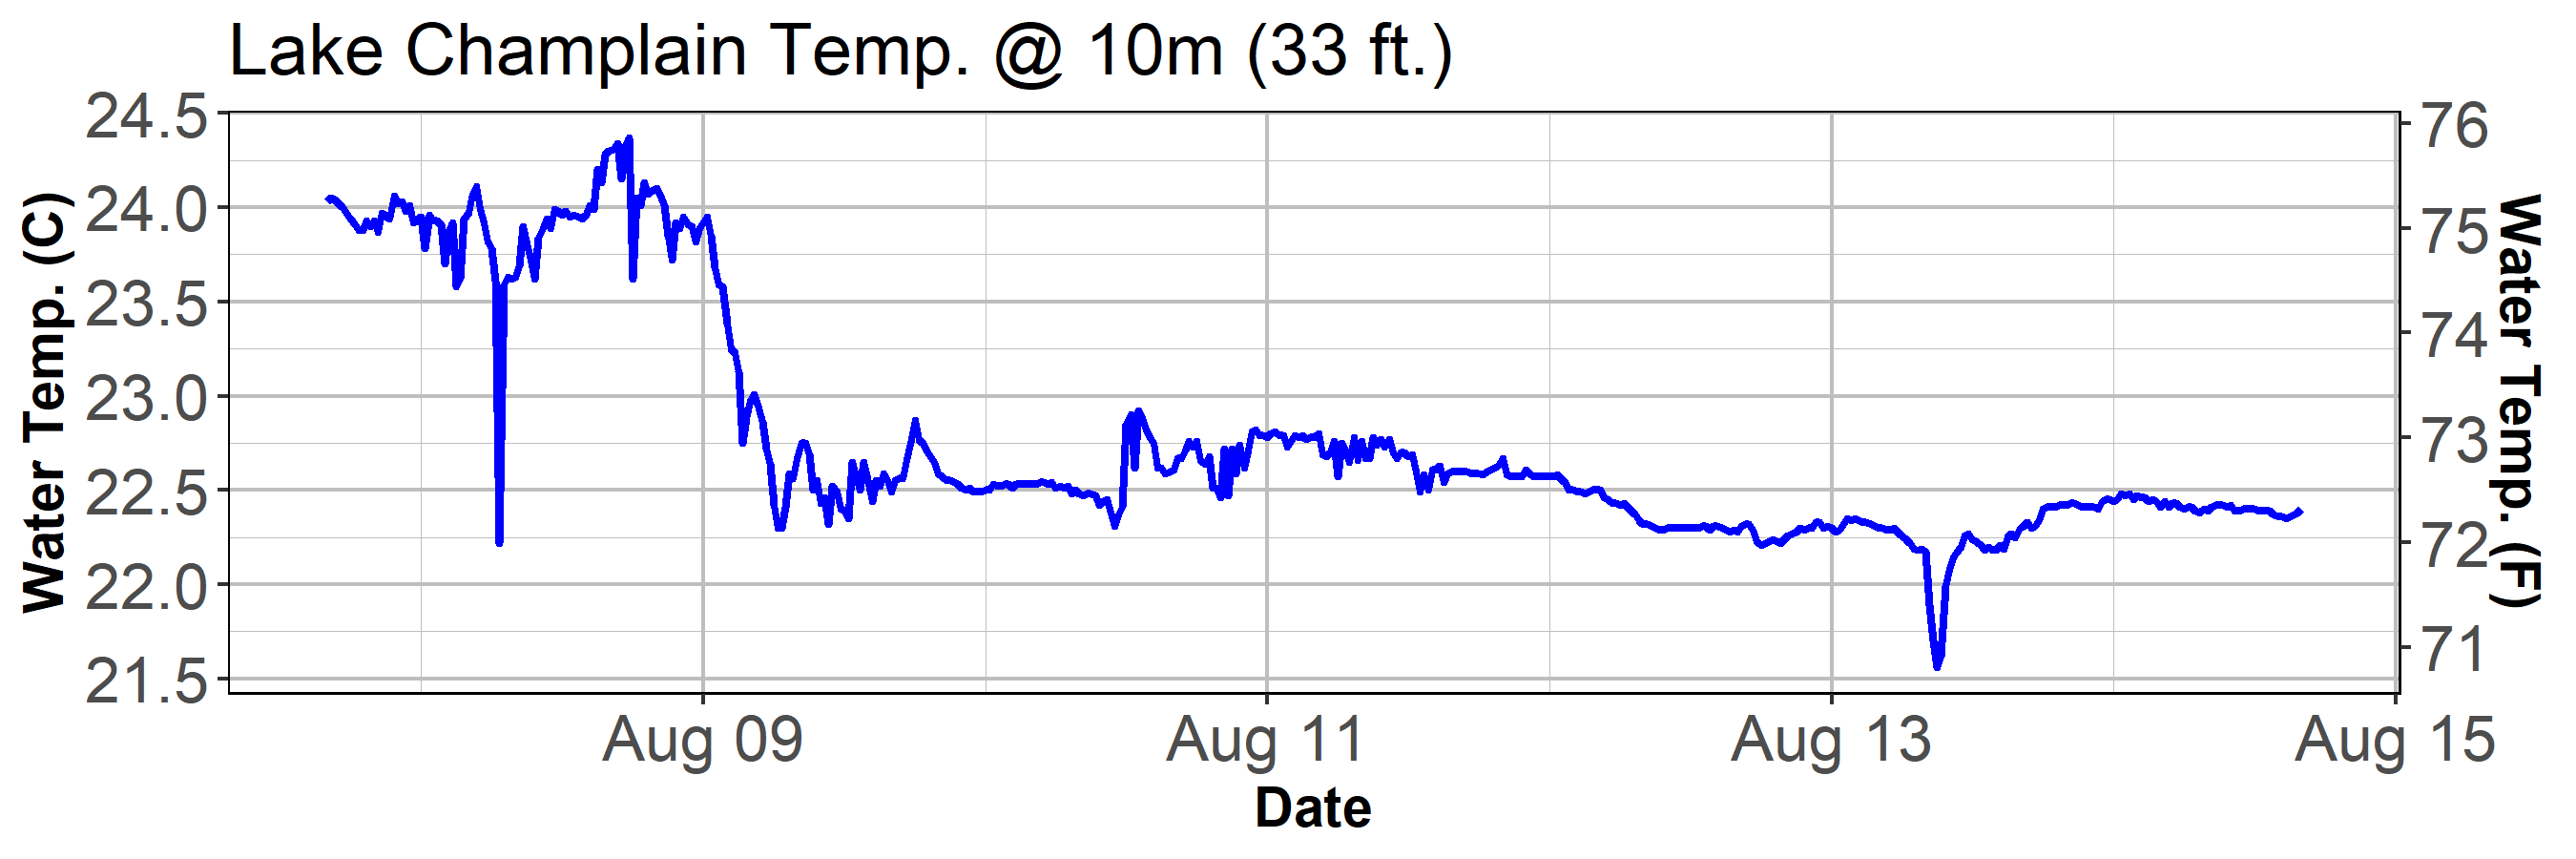 Lake Champlain Temp. @ 10m (33 ft.)
Water Temp. (C)
24.5
24.0
23.5
23.0
22.5
22.0
21.5
76
75
74
73
72
71
Water Temp. (F)
Aug 09 Aug 11 Aug 13 Aug 15
Date